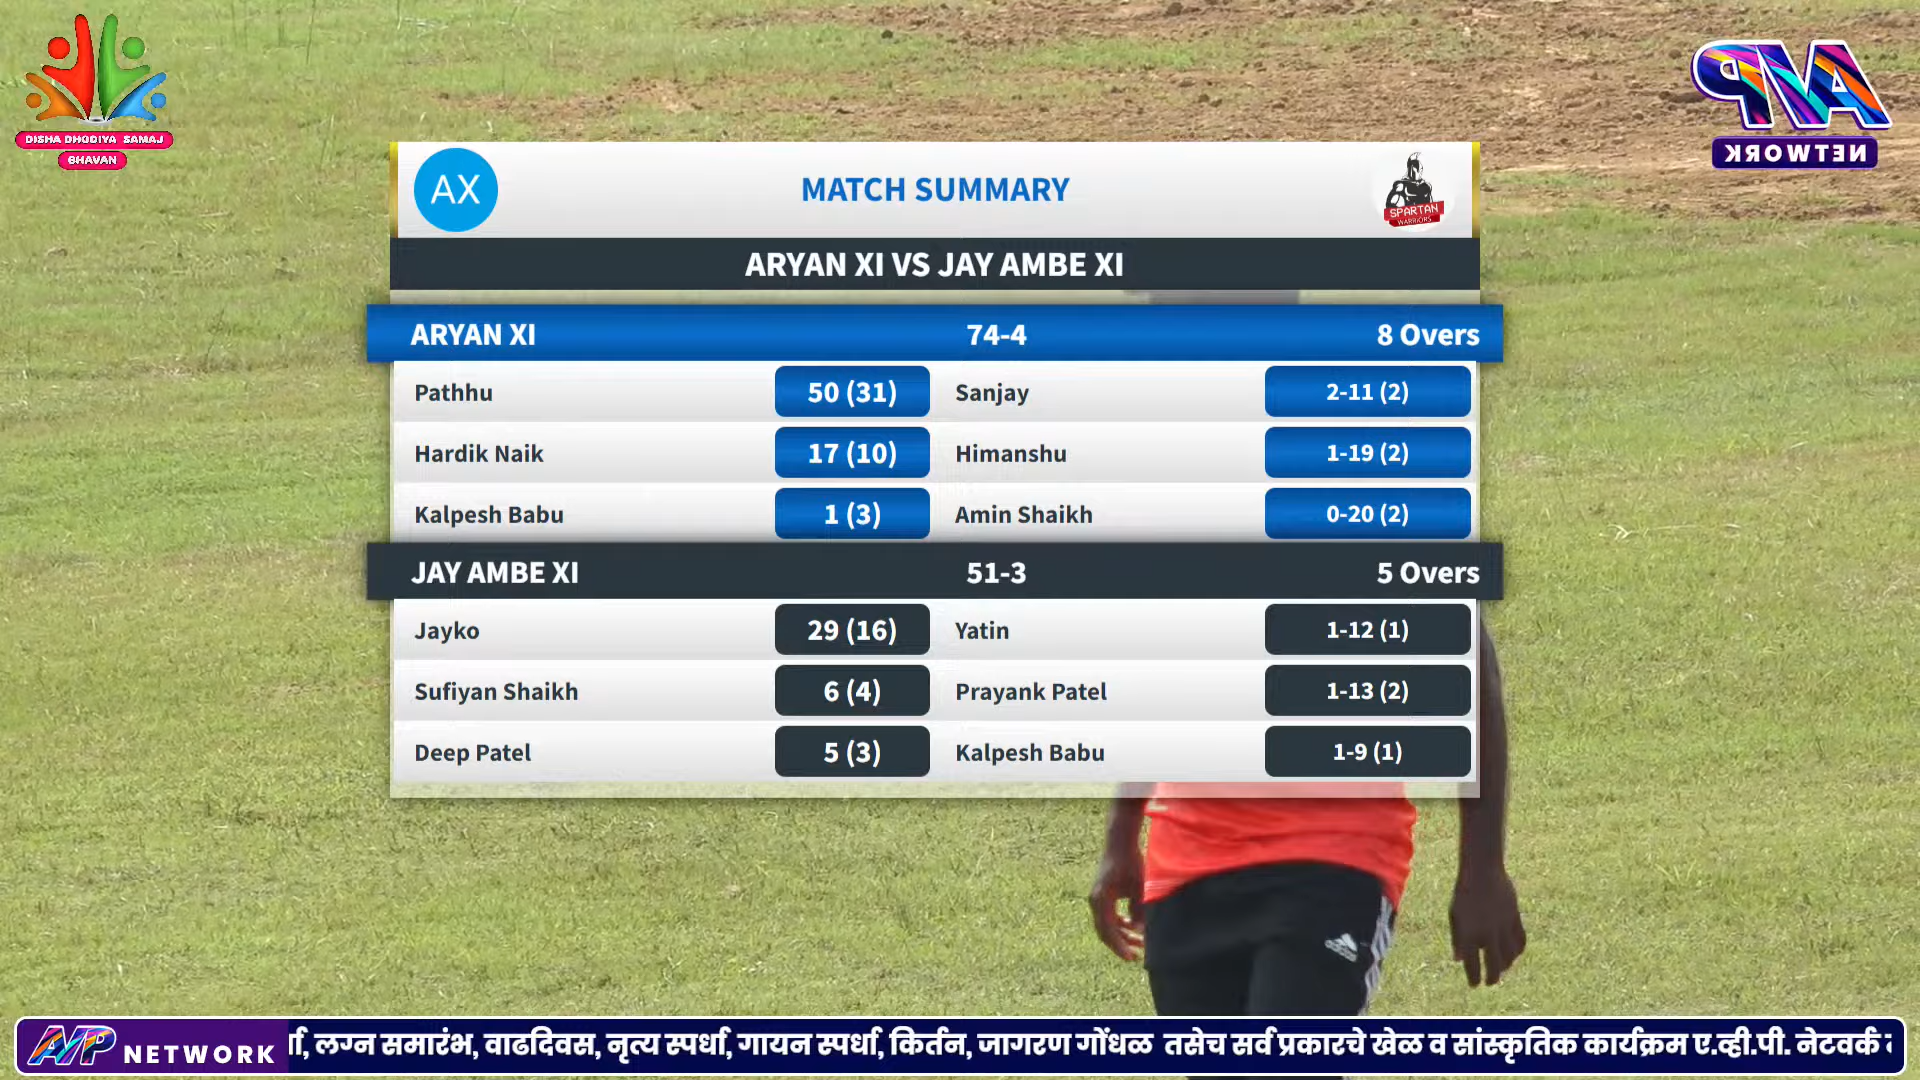 DISHA DHODIYA SAMAJ
BHAVAN
AVP
NETWORK
AX
MATCH SUMMARY
SPARTAN
WARRIORS
ARYAN XI VS JAY AMBE XI
ARYAN XI 74-4 8 Overs
Pathhu 50 (31) Sanjay 2-11 (2)
Hardik Naik 17 (10) Himanshu 1-19 (2)
Kalpesh Babu 1 (3) Amin Shaikh 0-20 (2)
JAY AMBE XI 51-3 5 Overs
Jayko 29 (16) Yatin 1-12 (1)
Sufiyan Shaikh 6 (4) Prayank Patel 1-13 (2)
Deep Patel 5 (3) Kalpesh Babu 1-9 (1)
adidas
AVP NETWORK
लग्न समारंभ, वाढदिवस, नृत्य स्पर्धा, गायन स्पर्धा, किर्तन, जागरण गोंधळ तसेच सर्व प्रकारचे खेळ व सांस्कृतिक कार्यक्रम ए.व्ही.पी. नेटवर्क